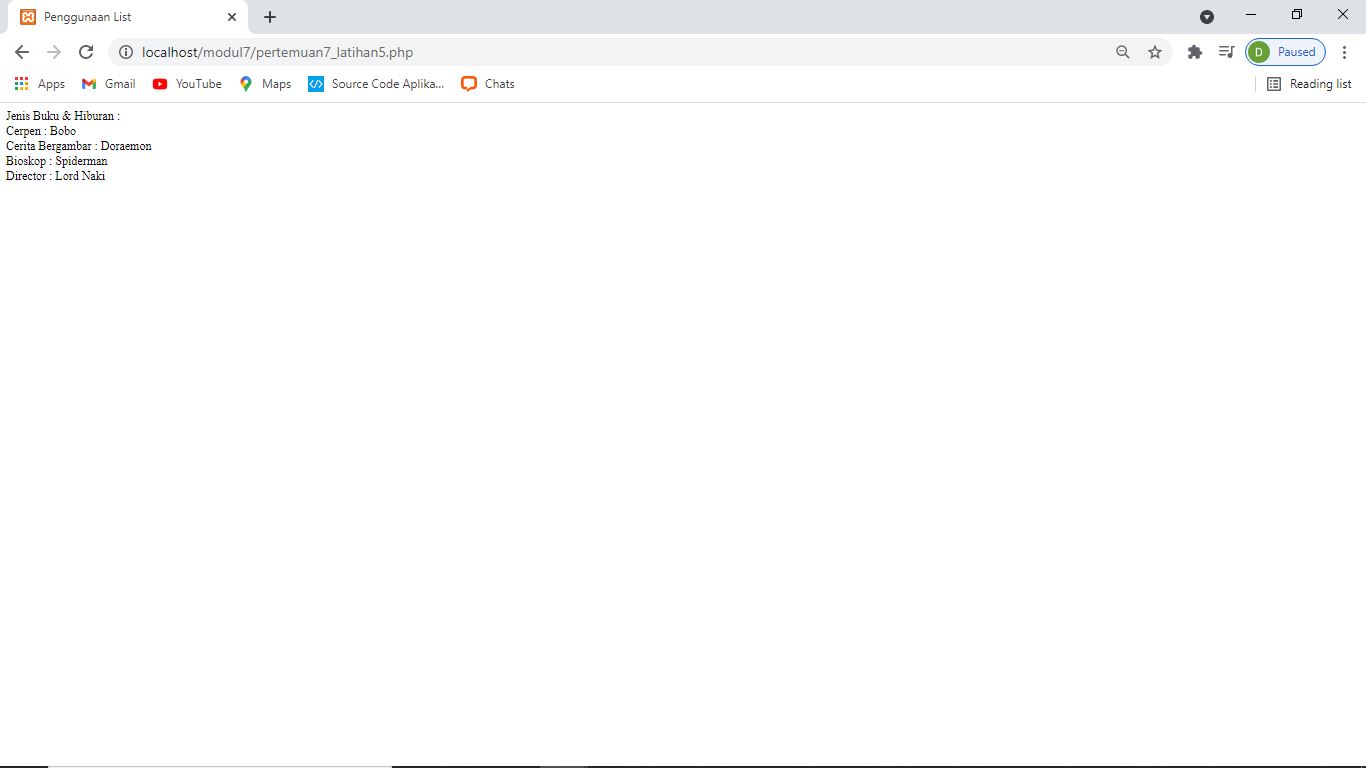 Penggunaan List
localhost/modul7/pertemuan7_latihan5.php
D Paused
Apps Gmail YouTube Maps Source Code Aplika... Chats Reading list
Jenis Buku & Hiburan :
Cerpen : Bobo
Cerita Bergambar : Doraemon
Bioskop : Spiderman
Director : Lord Naki